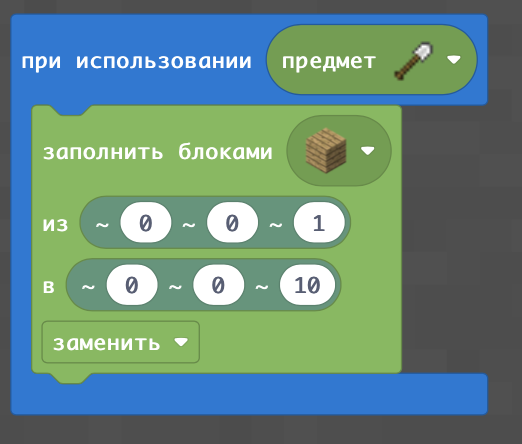 при использовании предмет
заполнить блоками
из ~ 0 ~ 0 ~ 1
в ~ 0 ~ 0 ~ 10
заменить